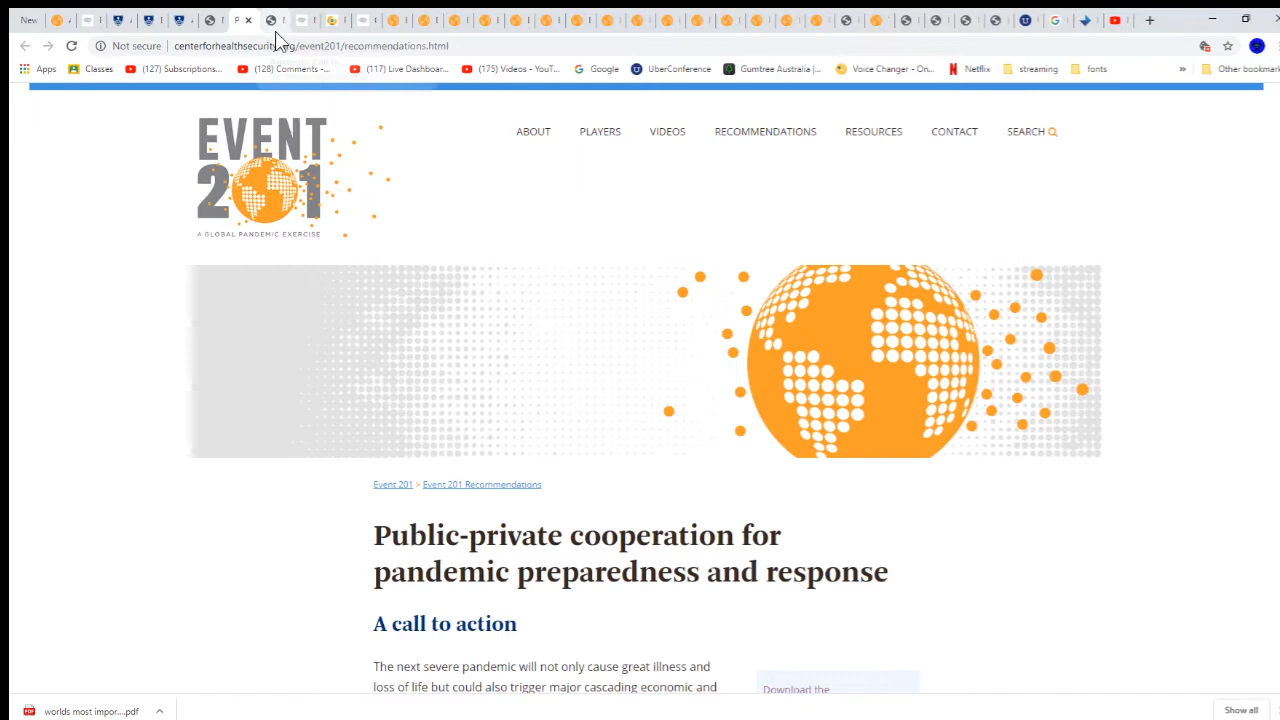 New
Not secure centerforhealthsecurity.org/event201/recommendations.html
Apps Classes (127) Subscriptions... (128) Comments -... (117) Live Dashboar... (175) Videos - YouT... Google UberConference Gumtree Australia |... Voice Changer - On... Netflix streaming fonts » Other bookmark
EVENT
201
A GLOBAL PANDEMIC EXERCISE
ABOUT PLAYERS VIDEOS RECOMMENDATIONS RESOURCES CONTACT SEARCH
Event 201 > Event 201 Recommendations
Public-private cooperation for
pandemic preparedness and response
A call to action
The next severe pandemic will not only cause great illness and
loss of life but could also trigger major cascading economic and
Download the
worlds most impor....pdf
Show all